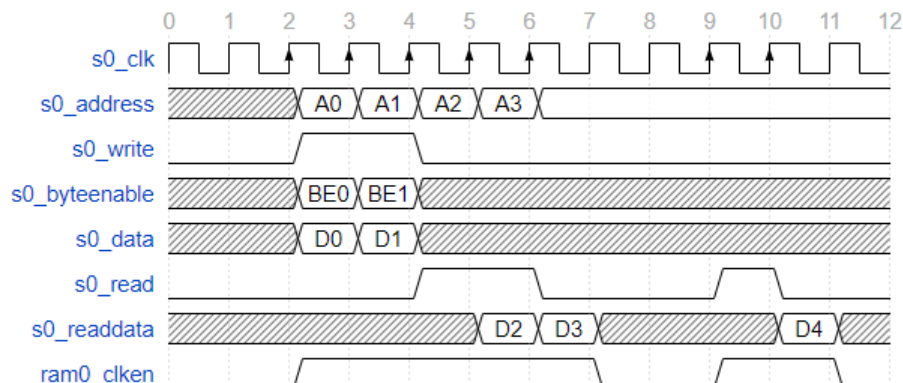 0 1 2 3 4 5 6 7 8 9 10 11 12
s0_clk
s0_address A0 A1 A2 A3
s0_write
s0_byteenable BE0 BE1
s0_data D0 D1
s0_read
s0_readdata D2 D3 D4
ram0_clken